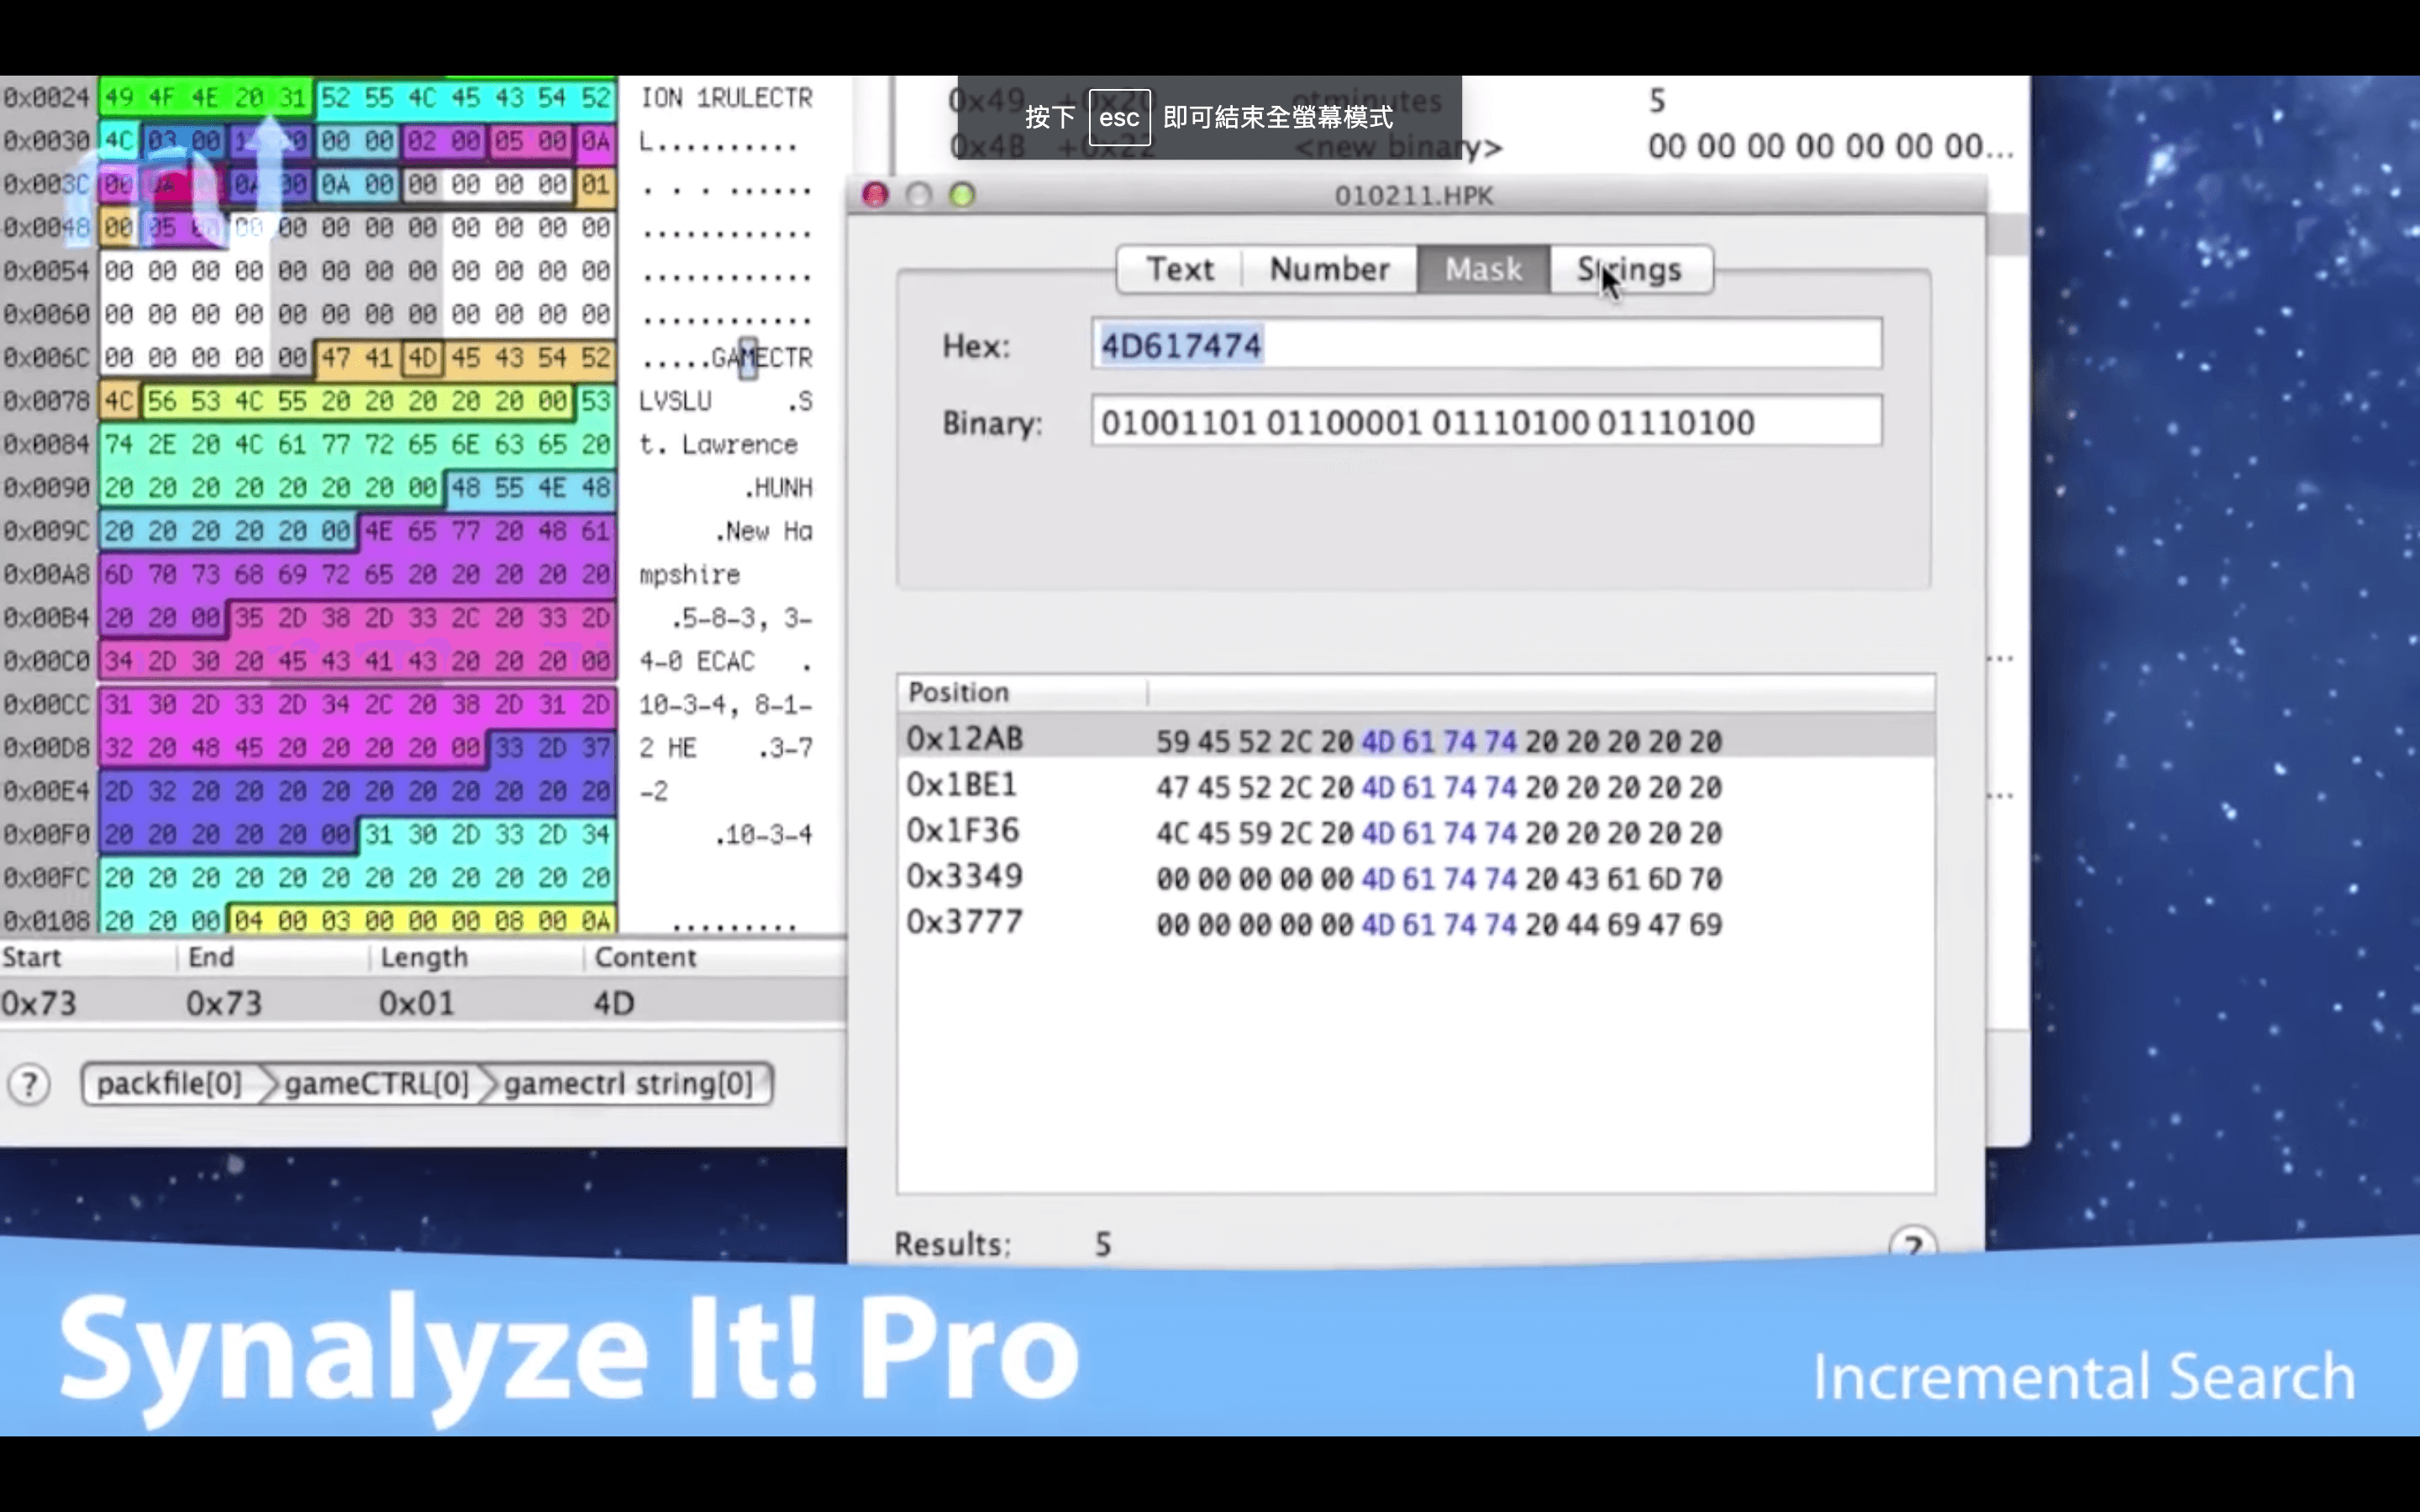 0x0024 49 4F 4E 20 31 52 55 4C 45 43 54 52 ION 1RULECTR
0x0030 4C 03 00 00 00 00 02 00 05 00 0A L..........
0x003C 00 0A 0A 00 0A 00 00 00 00 00 01 . . . ......
0x0048 00 05 00 00 00 00 00 00 00 00 00 ............
0x0054 00 00 00 00 00 00 00 00 00 00 00 00 ............
0x0060 00 00 00 00 00 00 00 00 00 00 00 00 ............
0x006C 00 00 00 00 00 47 41 4D 45 43 54 52 .....GAMECTR
0x0078 4C 56 53 4C 55 20 20 20 20 20 00 53 LVSLU .S
0x0084 74 2E 20 4C 61 77 72 65 6E 63 65 20 t. Lawrence
0x0090 20 20 20 20 20 20 20 00 48 55 4E 48 .HUNH
0x009C 20 20 20 20 20 00 4E 65 77 20 48 61 .New Ha
0x00A8 6D 70 73 68 69 72 65 20 20 20 20 20 mpshire
0x00B4 20 20 00 35 2D 38 2D 33 2C 20 33 2D .5-8-3, 3-
0x00C0 34 2D 30 20 45 43 41 43 20 20 20 00 4-0 ECAC .
0x00CC 31 30 2D 33 2D 34 2C 20 38 2D 31 2D 10-3-4, 8-1-
0x00D8 32 20 48 45 20 20 20 20 00 33 2D 37 2 HE .3-7
0x00E4 2D 32 20 20 20 20 20 20 20 20 20 20 -2
0x00F0 20 20 20 20 20 00 31 30 2D 33 2D 34 .10-3-4
0x00FC 20 20 20 20 20 20 20 20 20 20 20 20
0x0108 20 20 00 04 00 03 00 00 00 08 00 0A .........
Start End Length Content
0x73 0x73 0x01 4D
? packfile[0] gameCTRL[0] gamectrl string[0]
0x49 +0x20 otminutes 5
0x4B +0x22 <new binary> 00 00 00 00 00 00 00...
按下 esc 即可結束全螢幕模式
010211.HPK
Text Number Mask Strings
Hex: 4D617474
Binary: 01001101 01100001 01110100 01110100
Position
0x12AB 59 45 52 2C 20 4D 61 74 74 20 20 20 20 20
0x1BE1 47 45 52 2C 20 4D 61 74 74 20 20 20 20 20
0x1F36 4C 45 59 2C 20 4D 61 74 74 20 20 20 20 20
0x3349 00 00 00 00 00 4D 61 74 74 20 43 61 6D 70
0x3777 00 00 00 00 00 4D 61 74 74 20 44 69 47 69
Results: 5 ?
...
...
Synalyze It! Pro
Incremental Search